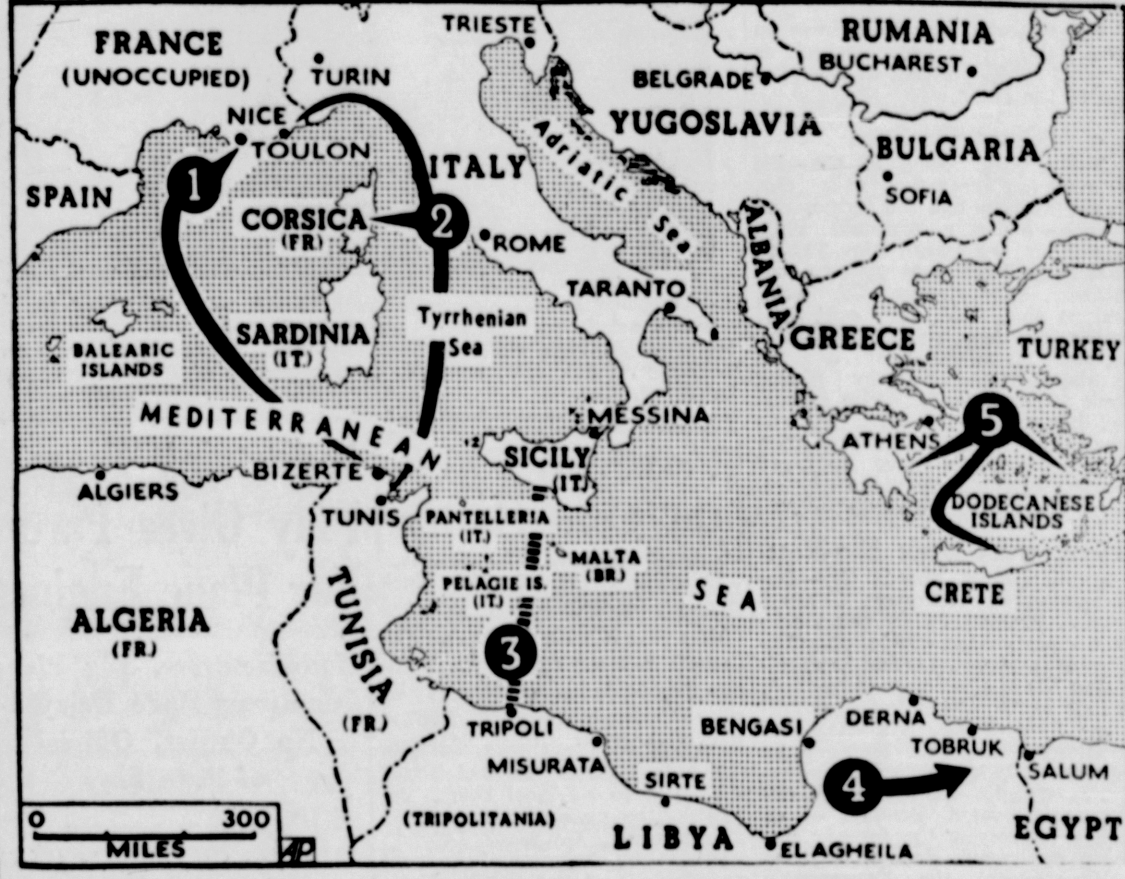 TRIESTE
FRANCE
(UNOCCUPIED)
TURIN
RUMANIA
BUCHAREST
BELGRADE
NICE
TOULON
YUGOSLAVIA
Adriatic Sea
BULGARIA
ITALY
SPAIN
1
SOFIA
CORSICA
(FR)
2
ROME
ALBANIA
TARANTO
Tyrrhenian
Sea
SARDINIA
(IT.)
GREECE
TURKEY
BALEARIC
ISLANDS
MEDITERRANEAN
MESSINA
5
ATHENS
SICILY
(IT.)
BIZERTE
ALGIERS
TUNIS
PANTELLERIA
(IT.)
DODECANESE
ISLANDS
MALTA
(BR.)
PELAGIE IS.
(IT.)
SEA
CRETE
ALGERIA
(FR.)
TUNISIA
(FR.)
3
TRIPOLI
BENGASI
DERNA
TOBRUK
MISURATA
SIRTE
4
SALUM
0 300
MILES
AP
(TRIPOLITANIA)
LIBYA
EL AGHEILA
EGYPT